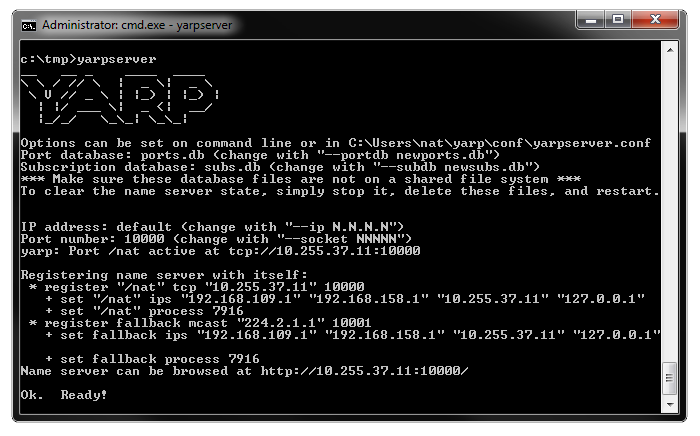 Administrator: cmd.exe - yarpserver
c:\tmp>yarpserver
YARP
Options can be set on command line or in C:\Users\nat\yarp\conf\yarpserver.conf
Port database: ports.db (change with "--portdb newports.db")
Subscription database: subs.db (change with "--subdb newsubs.db")
*** Make sure these database files are not on a shared file system ***
To clear the name server state, simply stop it, delete these files, and restart.
IP address: default (change with "--ip N.N.N.N")
Port number: 10000 (change with "--socket NNNNN")
yarp: Port /nat active at tcp://10.255.37.11:10000
Registering name server with itself:
 * register "/nat" tcp "10.255.37.11" 10000
   + set "/nat" ips "192.168.109.1" "192.168.158.1" "10.255.37.11" "127.0.0.1"
   + set "/nat" process 7916
 * register fallback mcast "224.2.1.1" 10001
   + set fallback ips "192.168.109.1" "192.168.158.1" "10.255.37.11" "127.0.0.1"
   + set fallback process 7916
Name server can be browsed at http://10.255.37.11:10000/
Ok.  Ready!